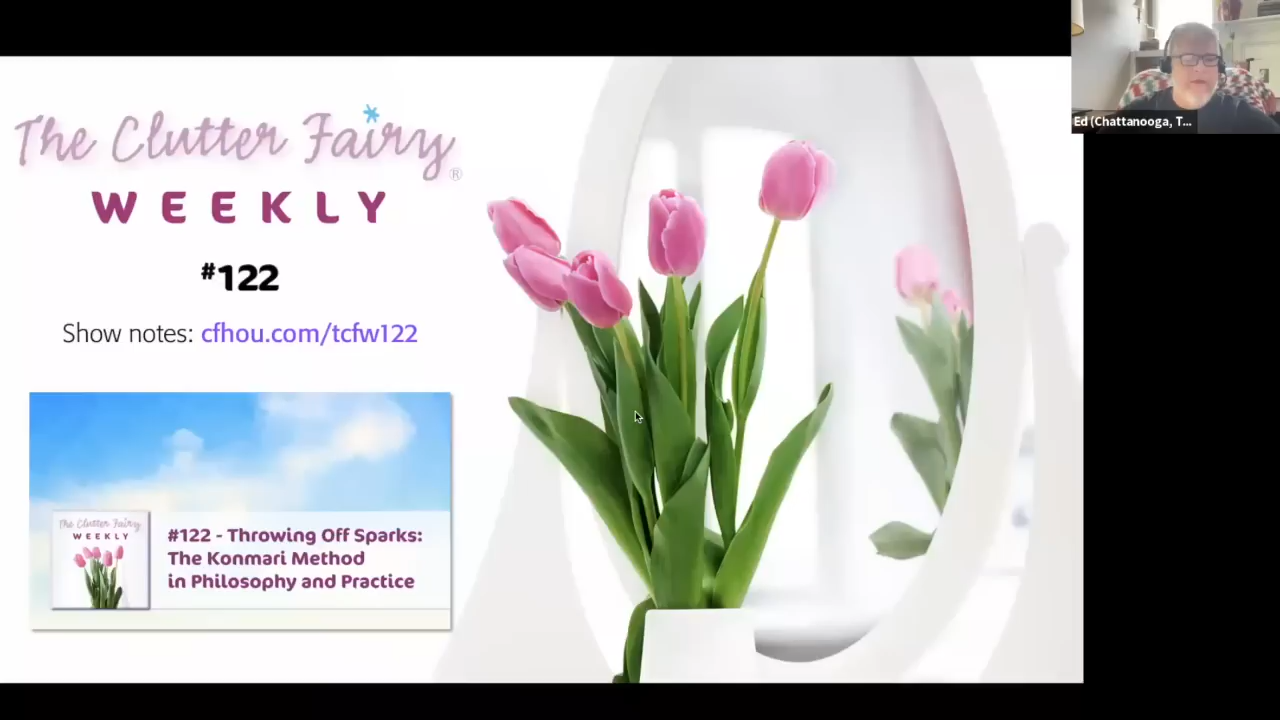 The Clutter Fairy®
WEEKLY
#122
Show notes: cfhou.com/tcfw122
The Clutter Fairy
WEEKLY
#122 - Throwing Off Sparks:
The Konmari Method
in Philosophy and Practice
Ed (Chattanooga, T...